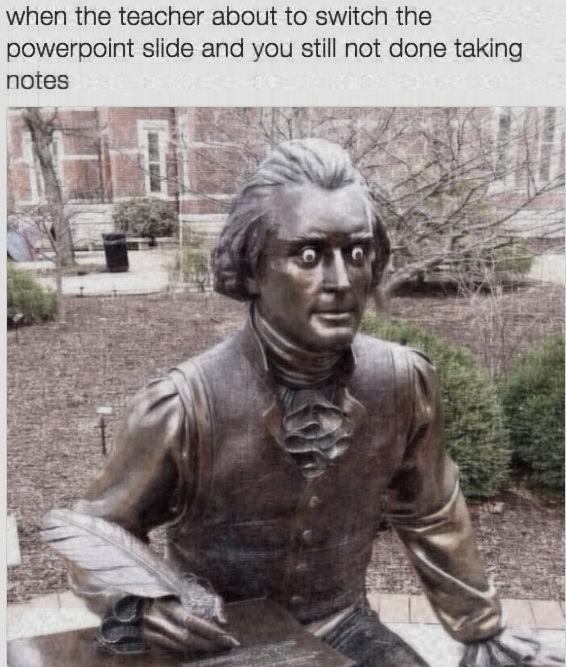 when the teacher about to switch the
powerpoint slide and you still not done taking
notes